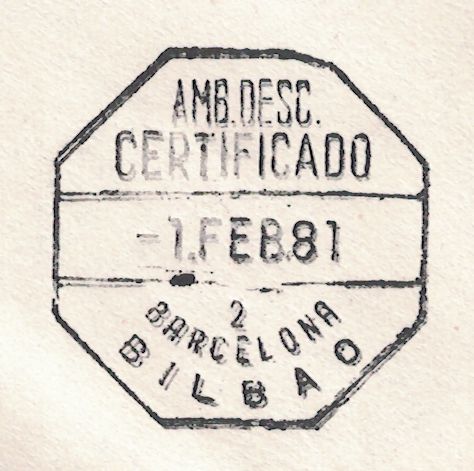 AMB.DESC.
CERTIFICADO
-1.FEB.81
2
BARCELONA
BILBAO